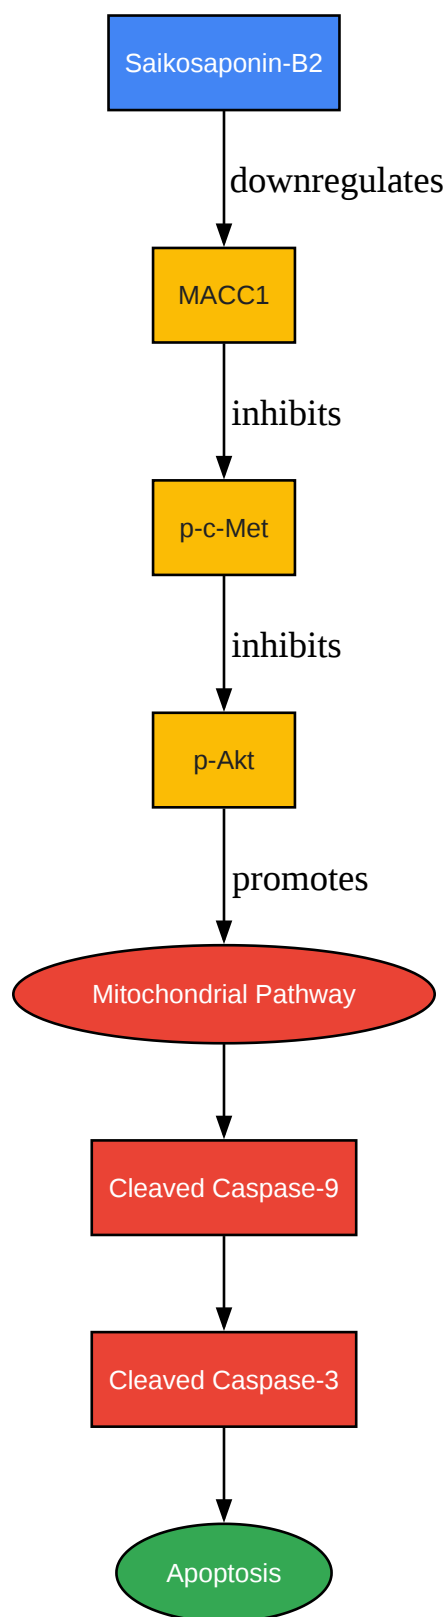 Saikosaponin-B2
downregulates
MACC1
inhibits
p-c-Met
inhibits
p-Akt
promotes
Mitochondrial Pathway
Cleaved Caspase-9
Cleaved Caspase-3
Apoptosis